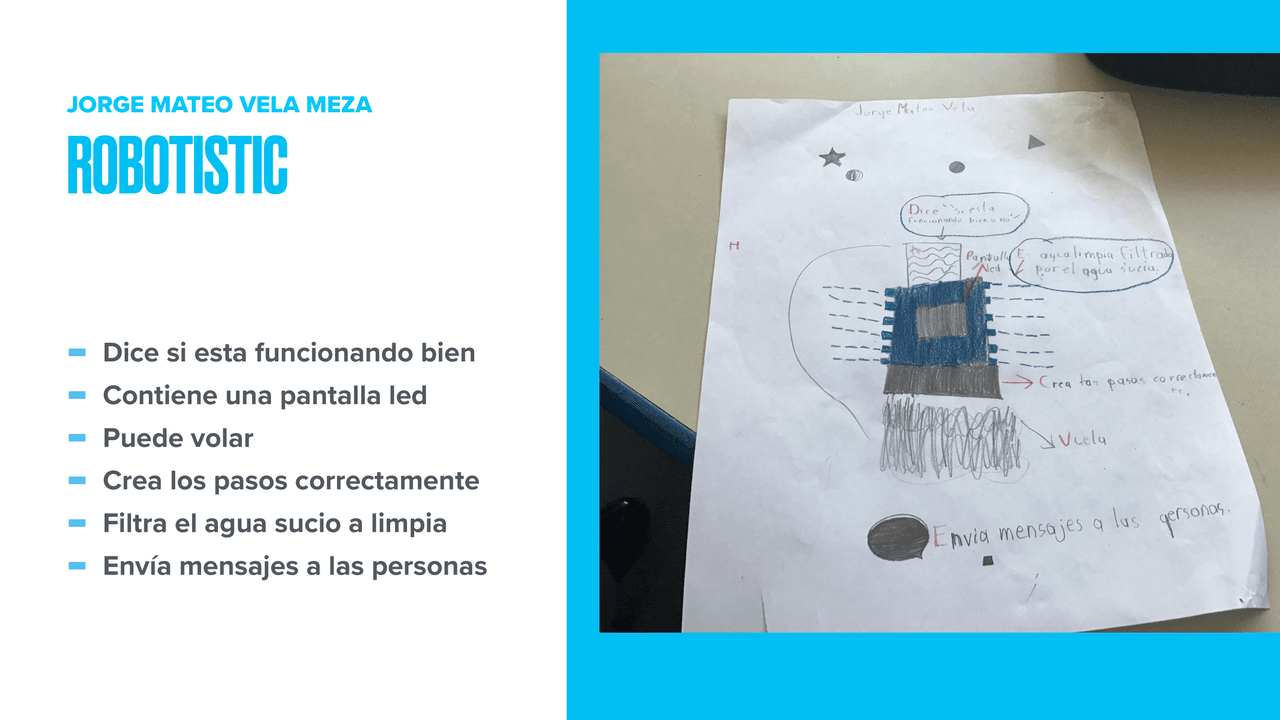 JORGE MATEO VELA MEZA
ROBOTISTIC
Dice si esta funcionando bien
Contiene una pantalla led
Puede volar
Crea los pasos correctamente
Filtra el agua sucio a limpia
Envía mensajes a las personas
Jorge Mateo Vela
Dice si esta
funcionando bien o no
H
Pantalla
led
E agua limpia filtrada
por el agua sucia.
Crea los pasos correctamen
te.
Vuela
Envia mensajes a las personas.